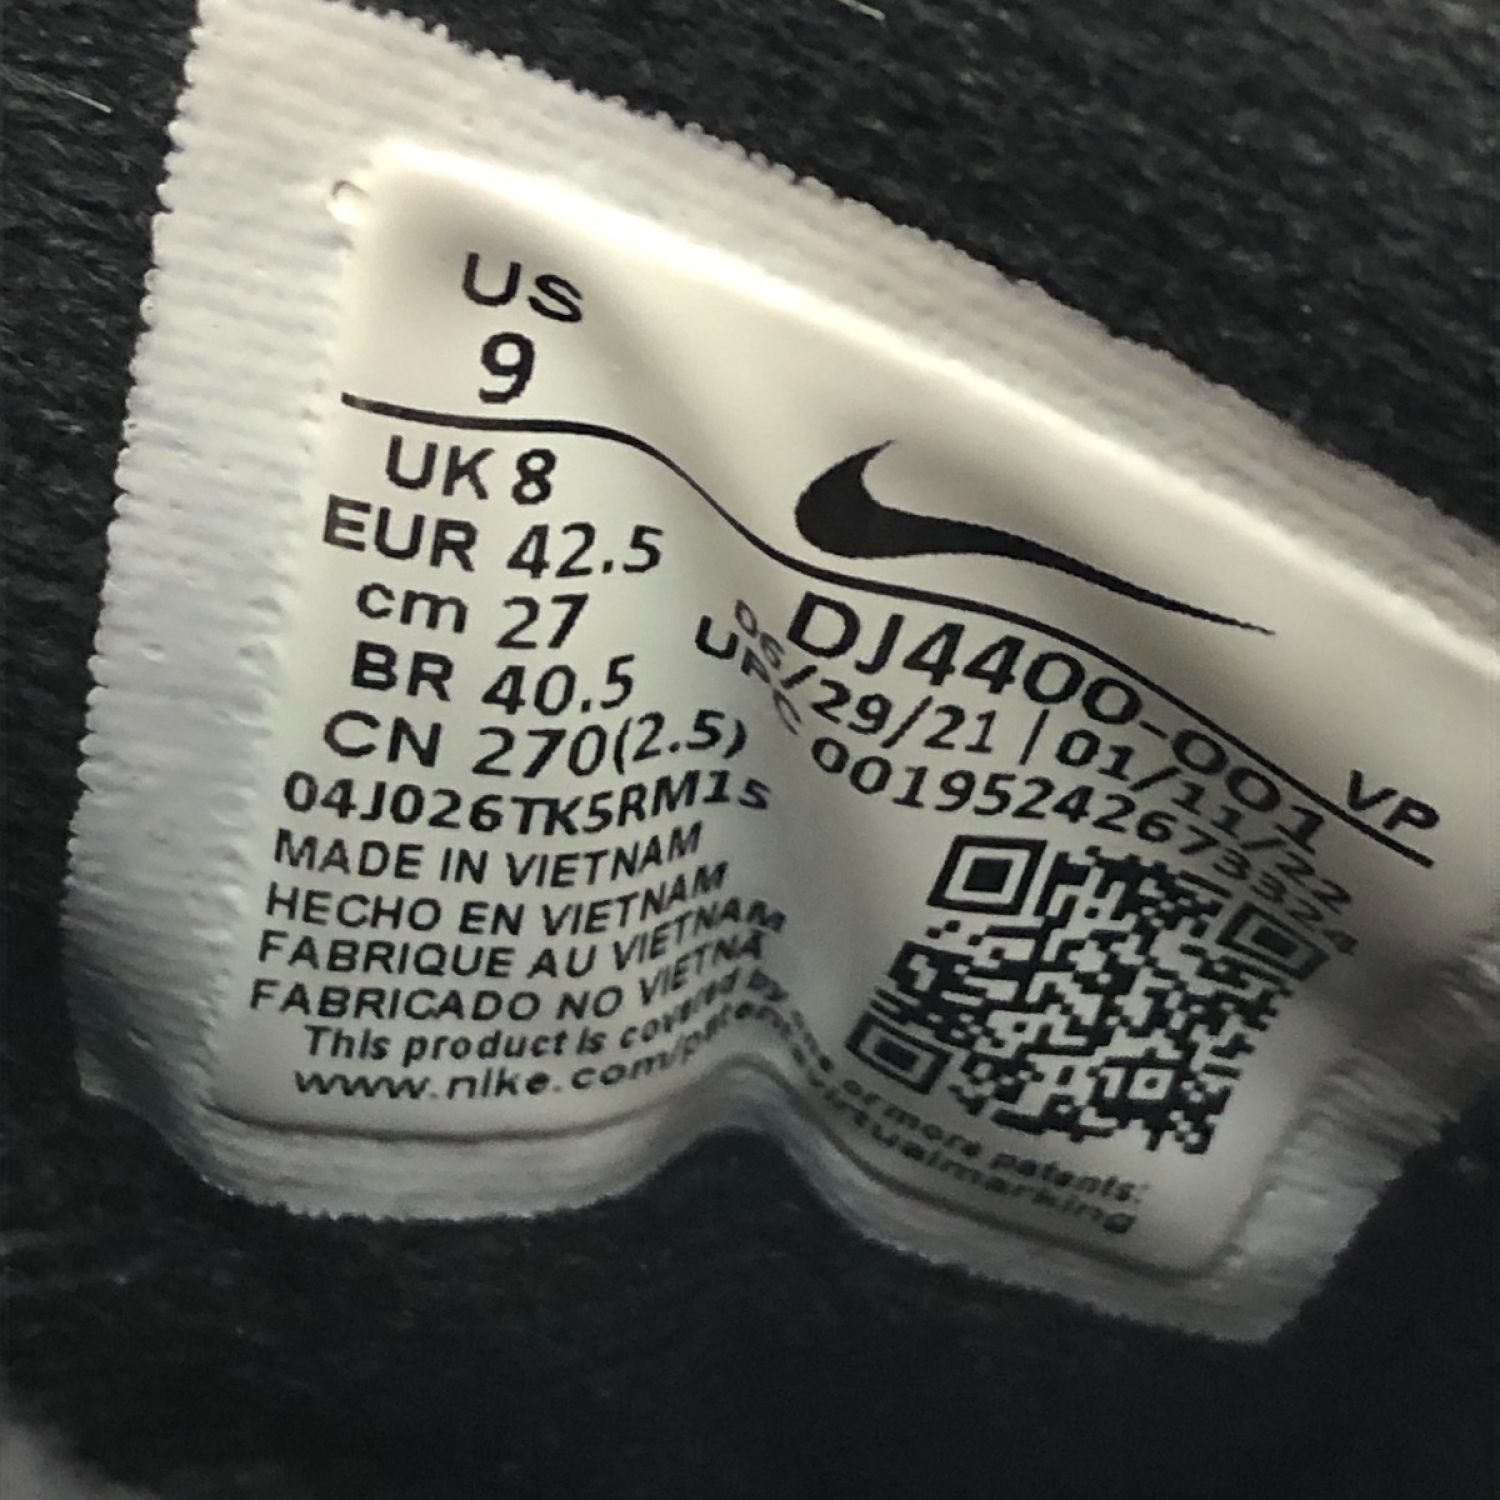 US
9
UK 8
EUR 42.5
cm 27
BR 40.5
CN 270(2.5)
04J026TK5RM1s
MADE IN VIETNAM
HECHO EN VIETNAM
FABRIQUE AU VIETNAM
FABRICADO NO VIETNÃ
VP
DJ4400-001
06/29/21 | 01/11/22
UPC 00195242673324
This product is covered by one or more patents:
www.nike.com/patents-virtualmarking